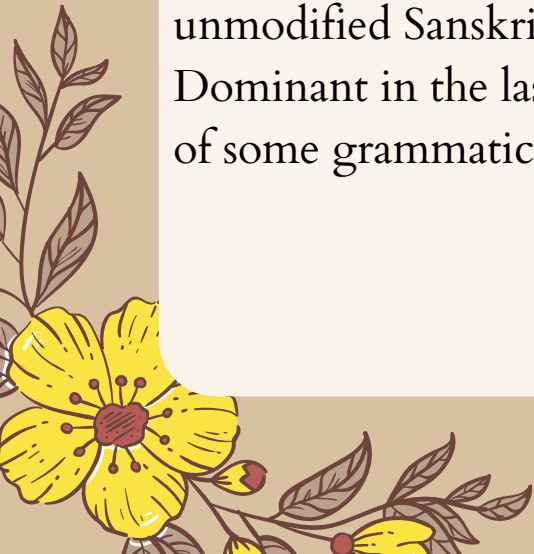 unmodified Sanskri
Dominant in the las
of some grammatic